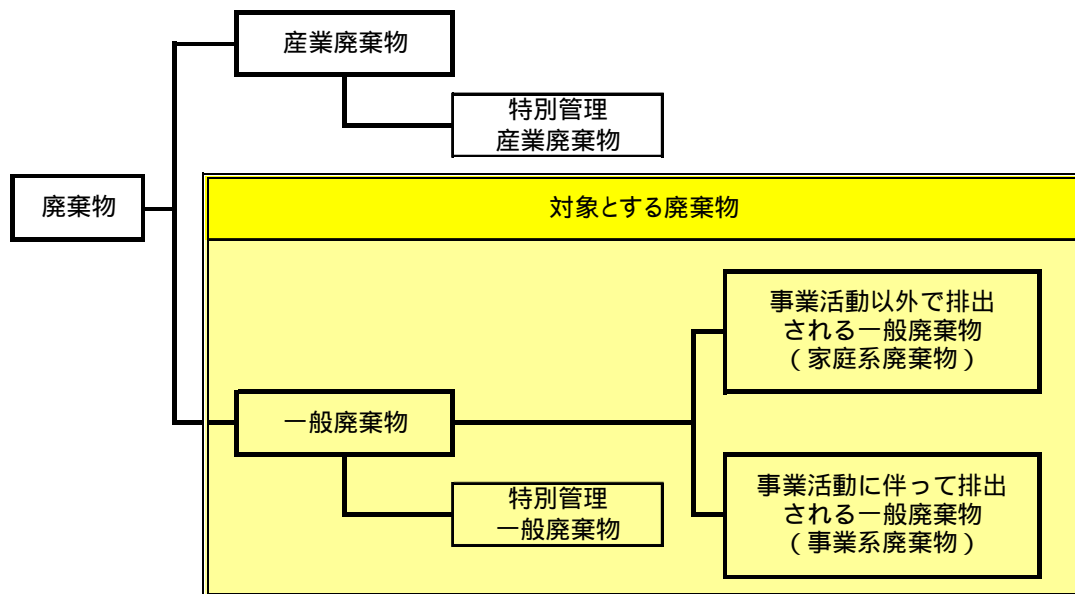 産業廃棄物
特別管理
産業廃棄物
廃棄物
対象とする廃棄物
事業活動以外で排出
される一般廃棄物
(家庭系廃棄物)
一般廃棄物
特別管理
一般廃棄物
事業活動に伴って排出
される一般廃棄物
(事業系廃棄物)